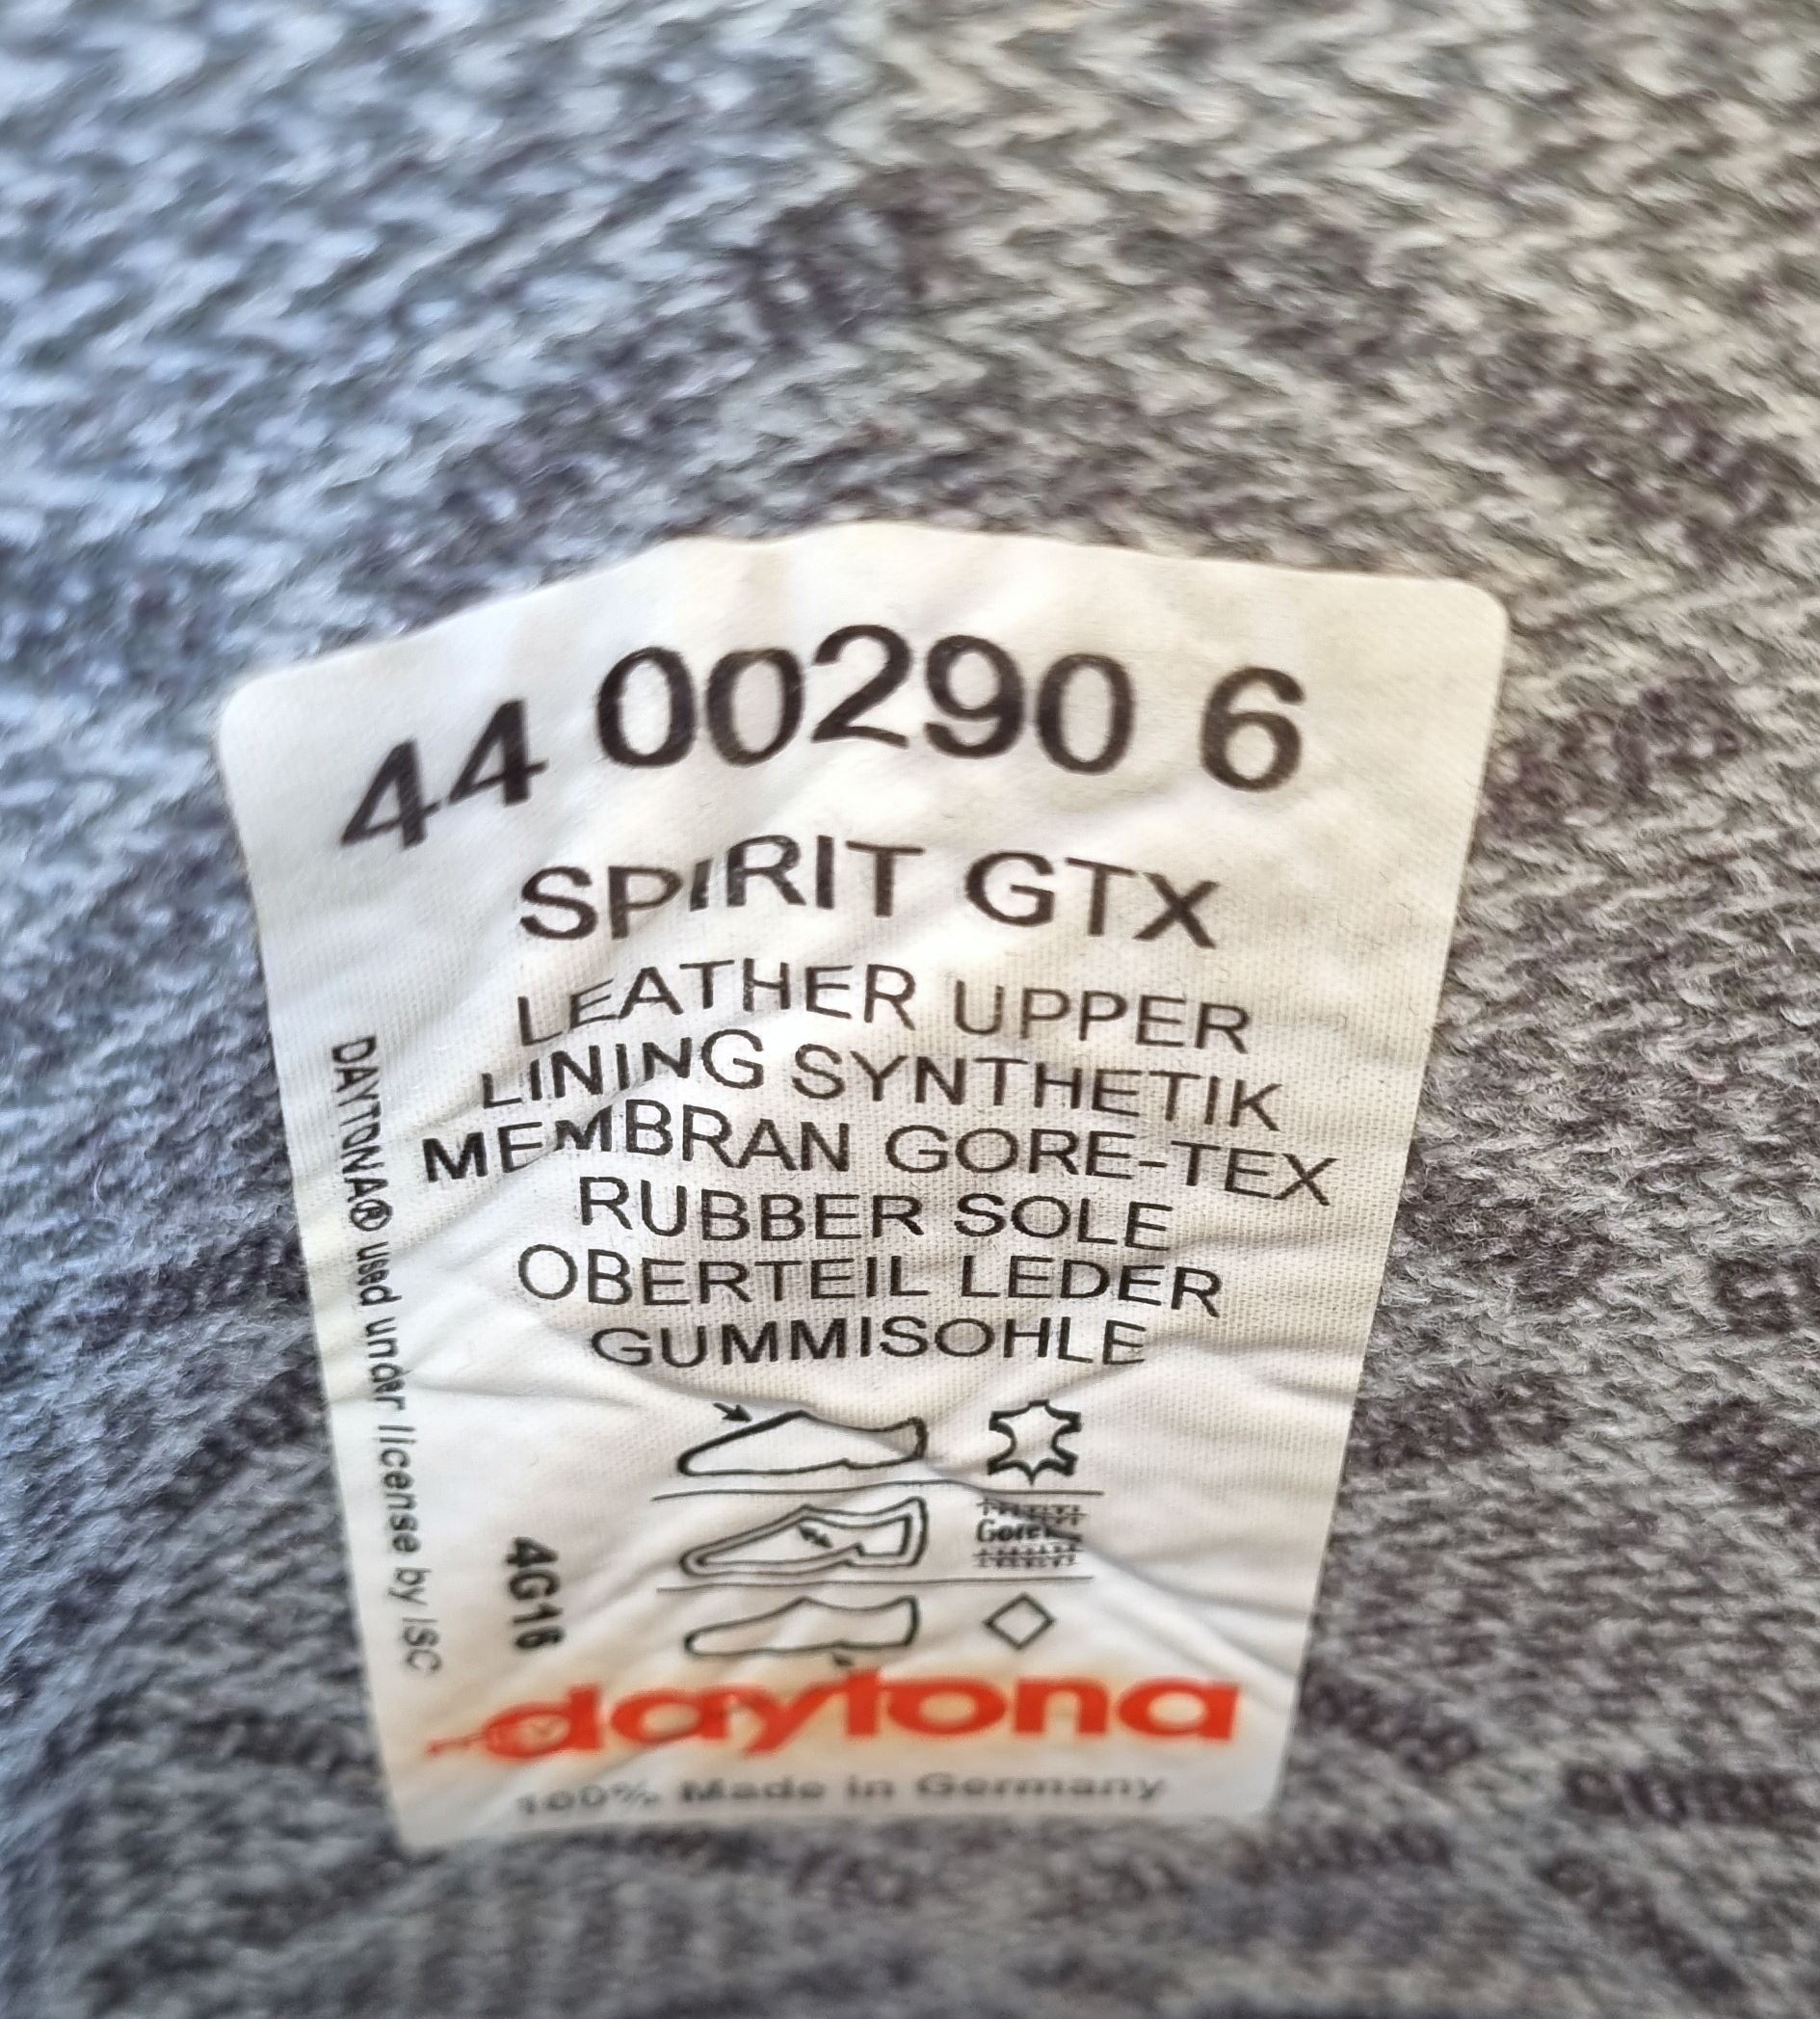 44 00290 6
SPIRIT GTX
LEATHER UPPER
LINING SYNTHETIK
MEMBRAN GORE-TEX
RUBBER SOLE
OBERTEIL LEDER
GUMMISOHLE
DAYTONA® used under license by ISC
4G16
daytona
100% Made in Germany